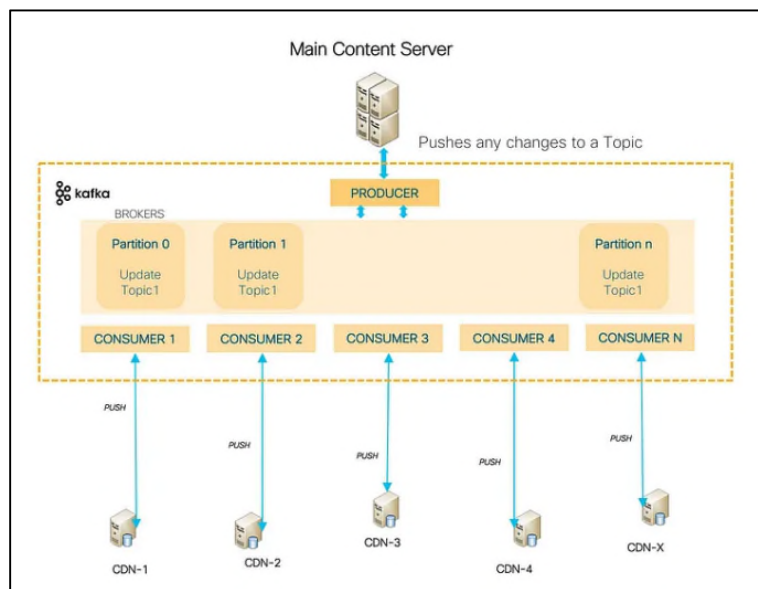 Main Content Server
Pushes any changes to a Topic
kafka
PRODUCER
BROKERS
Partition 0
Update
Topic1
Partition 1
Update
Topic1
Partition n
Update
Topic1
CONSUMER 1
CONSUMER 2
CONSUMER 3
CONSUMER 4
CONSUMER N
PUSH
PUSH
PUSH
PUSH
PUSH
CDN-1
CDN-2
CDN-3
CDN-4
CDN-X